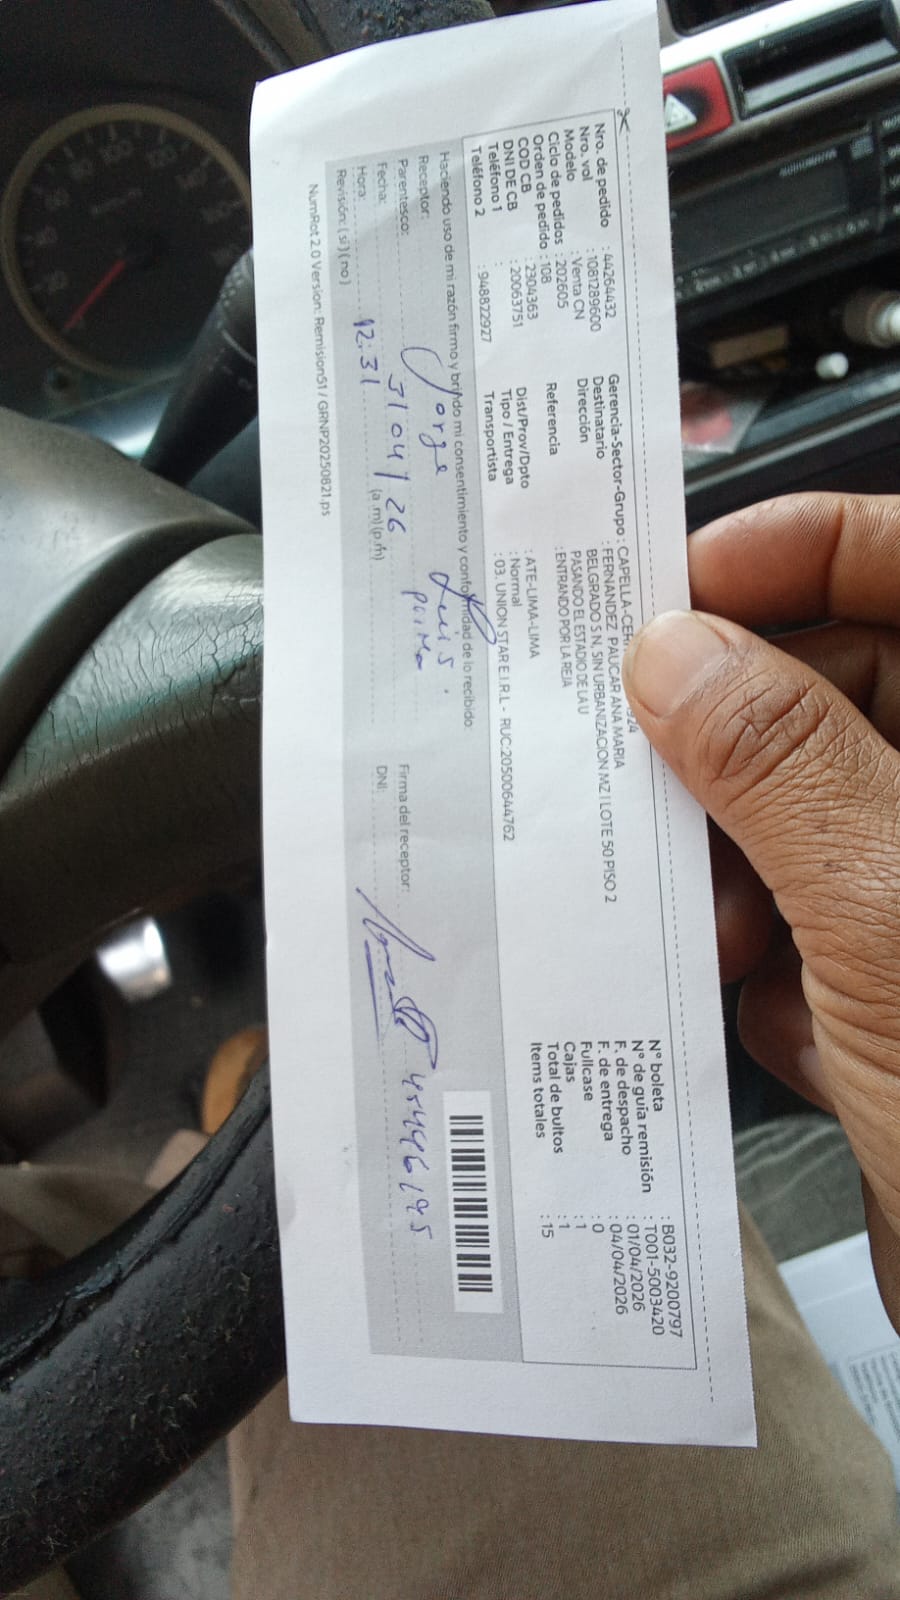 Nro. de pedido : 44264432
Nro. val : 1081289600
Modelo : Venta CN
Ciclo de pedidos : 202605
Orden de pedido : 108
COD CB : 2304363
DNI DE CB : 20063751
Teléfono 1 :
Teléfono 2 : 948822927
Gerencia-Sector-Grupo : CAPELLA-CER
Destinatario : FERNANDEZ PAUCAR ANA MARIA
Dirección : BELGRADO S N, SIN URBANIZACION MZ I LOTE 50 PISO 2
PASANDO EL ESTADIO DE LA U
Referencia : ENTRANDO POR LA REJA
Dist/Prov/Dpto : ATE-LIMA-LIMA
Tipo / Entrega : Normal
Transportista : 03. UNION STAR E I R L - RUC:20500644762
N° boleta : B032-9200797
N° de guía remisión : T001-5003420
F. de despacho : 01/04/2026
F. de entrega : 04/04/2026
Fullcase : 0
Cajas : 1
Total de bultos : 1
Items totales : 15
Haciendo uso de mi razón firmo y brindo mi consentimiento y conformidad de lo recibido:
Receptor: Jorge Luis
Parentesco:
Fecha: 31 04/ 26
Hora: 12:31 (a.m)(p.m)
Revisión: ( si ) ( no )
Firma del receptor:
DNI: 45446195
NumRot 2.0 Version: Remision51 / GRNP20250821.ps